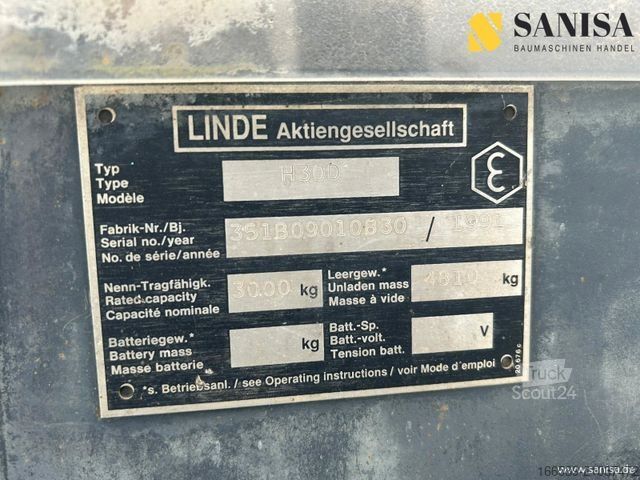 SANISA
BAUMASCHINEN HANDEL
LINDE Aktiengesellschaft
Typ
Type
Modèle
H30D
Fabrik-Nr./Bj.
Serial no./year
No. de série/année
351B09010830 /
Nenn-Tragfähigk.
Rated capacity
Capacité nominale
3000 kg
Leergew.*
Unladen mass
Masse à vide
4810 kg
Batteriegew.*
Battery mass
Masse batterie
kg
Batt.-Sp.
Batt.-volt.
Tension batt.
V
*s. Betriebsanl. / see Operating instructions / voir Mode d'emploi
Truck
Scout24
www.sanisa.de